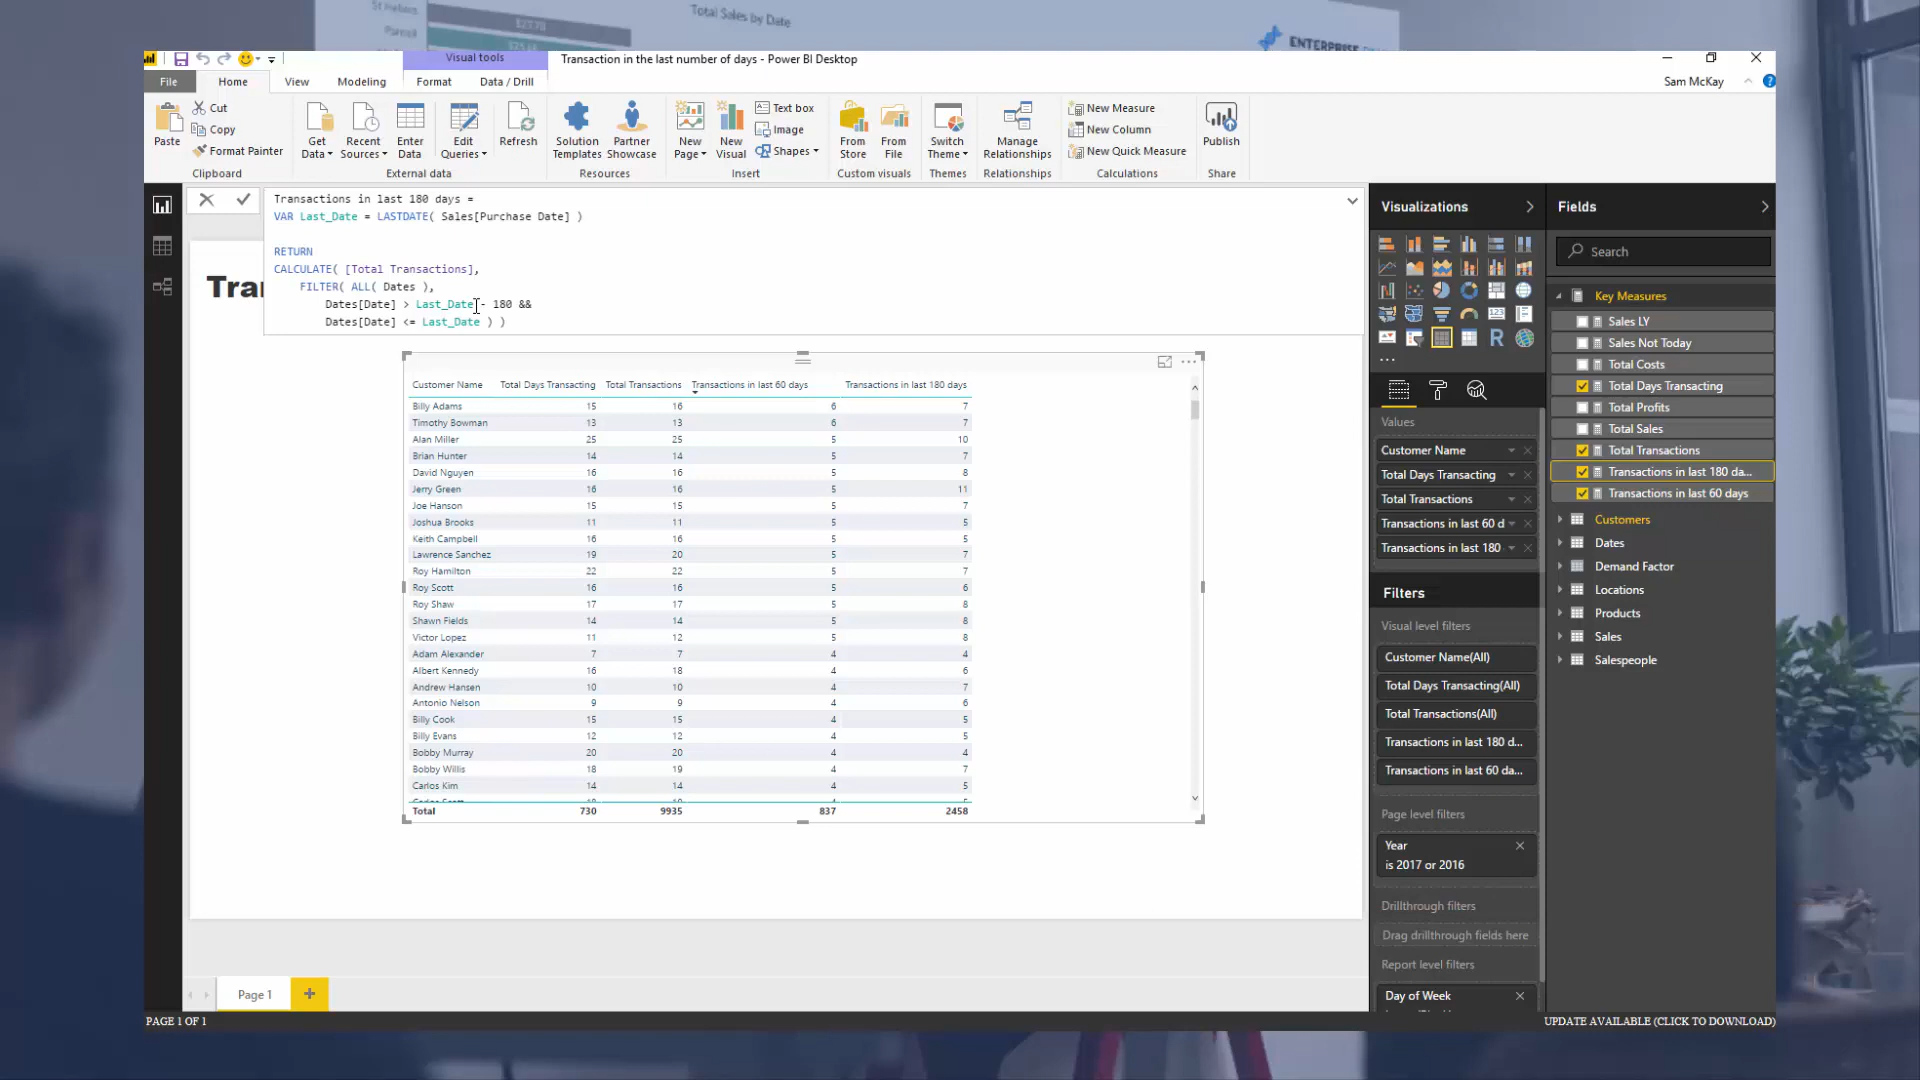 St Heliers
Parnell
$27.7B
Total Sales by Date
ENTERPRISE
Visual tools
Transaction in the last number of days - Power BI Desktop
File
Home
View
Modeling
Format
Data / Drill
Sam McKay
Paste
Cut
Copy
Format Painter
Clipboard
Get Data
Recent Sources
Enter Data
Edit Queries
Refresh
External data
Solution Templates
Partner Showcase
Resources
New Page
New Visual
Text box
Image
Shapes
Insert
From Store
From File
Custom visuals
Switch Theme
Themes
Manage Relationships
Relationships
New Measure
New Column
New Quick Measure
Calculations
Publish
Share
Transactions in last 180 days =
VAR Last_Date = LASTDATE( Sales[Purchase Date] )
RETURN
CALCULATE( [Total Transactions],
FILTER( ALL( Dates ),
Dates[Date] > Last_Date - 180 &&
Dates[Date] <= Last_Date ) )
Tra
Customer Name Total Days Transacting Total Transactions Transactions in last 60 days Transactions in last 180 days
Billy Adams 15 16 6 7
Timothy Bowman 13 13 6 7
Alan Miller 25 25 5 10
Brian Hunter 14 14 5 7
David Nguyen 16 16 5 8
Jerry Green 16 16 5 11
Joe Hanson 15 15 5 7
Joshua Brooks 11 11 5 5
Keith Campbell 16 16 5 5
Lawrence Sanchez 19 20 5 7
Roy Hamilton 22 22 5 7
Roy Scott 16 16 5 6
Roy Shaw 17 17 5 8
Shawn Fields 14 14 5 8
Victor Lopez 11 12 5 8
Adam Alexander 7 7 4 4
Albert Kennedy 16 18 4 6
Andrew Hansen 10 10 4 7
Antonio Nelson 9 9 4 6
Billy Cook 15 15 4 5
Billy Evans 12 12 4 5
Bobby Murray 20 20 4 4
Bobby Willis 18 19 4 7
Carlos Kim 14 14 4 5
Total 730 9935 837 2458
Visualizations
R
Values
Customer Name
Total Days Transacting
Total Transactions
Transactions in last 60 d
Transactions in last 180
Filters
Visual level filters
Customer Name(All)
Total Days Transacting(All)
Total Transactions(All)
Transactions in last 180 d...
Transactions in last 60 da...
Page level filters
Year
is 2017 or 2016
Drillthrough filters
Drag drillthrough fields here
Report level filters
Day of Week
Fields
Search
Key Measures
Sales LY
Sales Not Today
Total Costs
Total Days Transacting
Total Profits
Total Sales
Total Transactions
Transactions in last 180 da...
Transactions in last 60 days
Customers
Dates
Demand Factor
Locations
Products
Sales
Salespeople
Page 1
PAGE 1 OF 1
UPDATE AVAILABLE (CLICK TO DOWNLOAD)